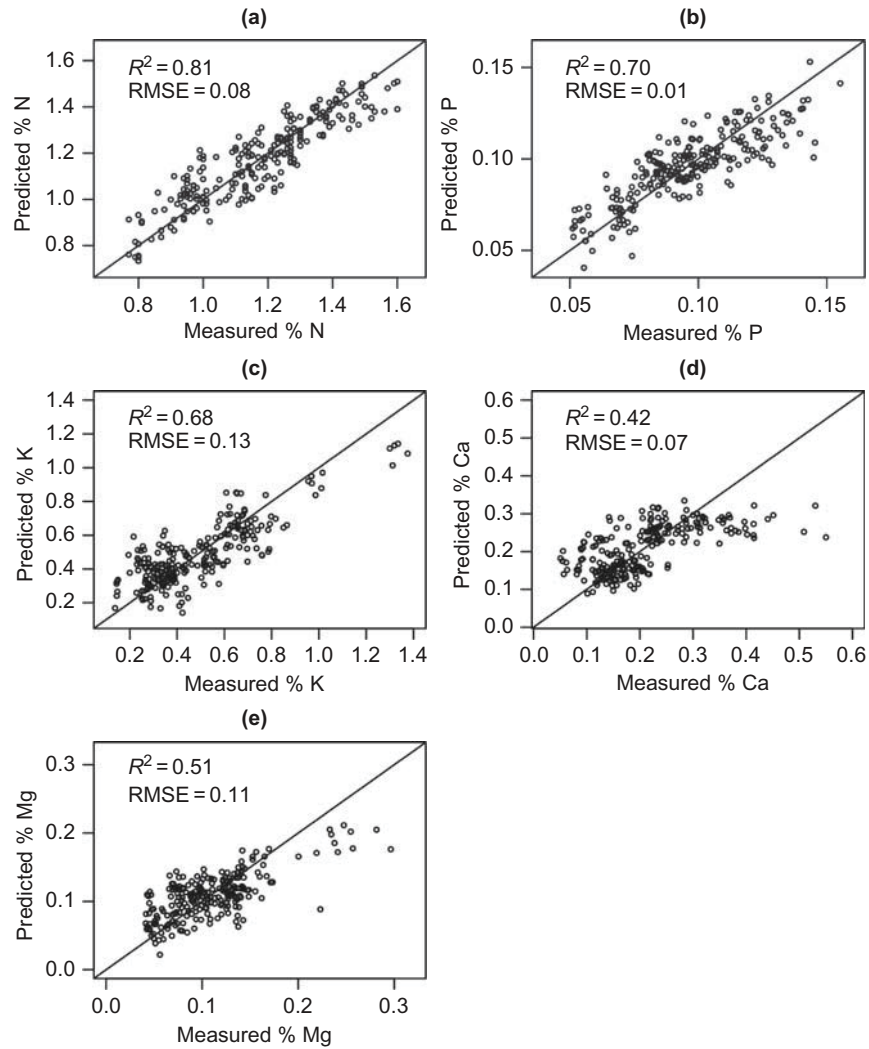 (a)
R² = 0.81
RMSE = 0.08
Predicted % N
1.6
1.4
1.2
1.0
0.8
0.8 1.0 1.2 1.4 1.6
Measured % N
(b)
R² = 0.70
RMSE = 0.01
Predicted % P
0.15
0.10
0.05
0.05 0.10 0.15
Measured % P
(c)
R² = 0.68
RMSE = 0.13
Predicted % K
1.4
1.2
1.0
0.8
0.6
0.4
0.2
0.2 0.4 0.6 0.8 1.0 1.2 1.4
Measured % K
(d)
R² = 0.42
RMSE = 0.07
Predicted % Ca
0.6
0.5
0.4
0.3
0.2
0.1
0.0
0.0 0.1 0.2 0.3 0.4 0.5 0.6
Measured % Ca
(e)
R² = 0.51
RMSE = 0.11
Predicted % Mg
0.3
0.2
0.1
0.0
0.0 0.1 0.2 0.3
Measured % Mg